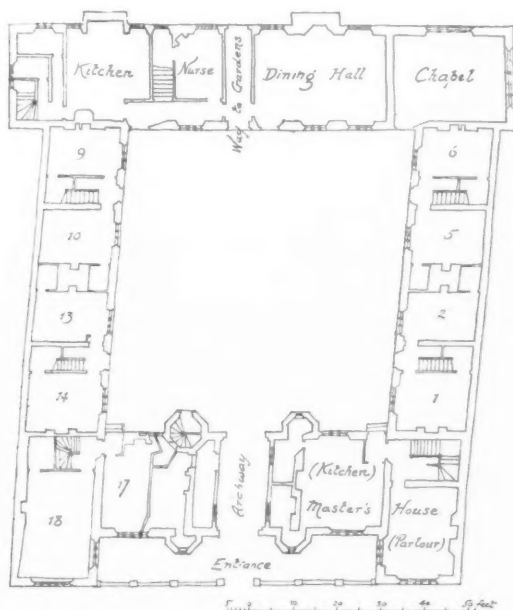 Kitchen
Nurse
Way to Gardens
Dining Hall
Chapel
9
6
10
5
13
2
14
1
17
18
Archway
(Kitchen)
Master's House
(Parlour)
Entrance
5 0 10 20 30 40 50 feet